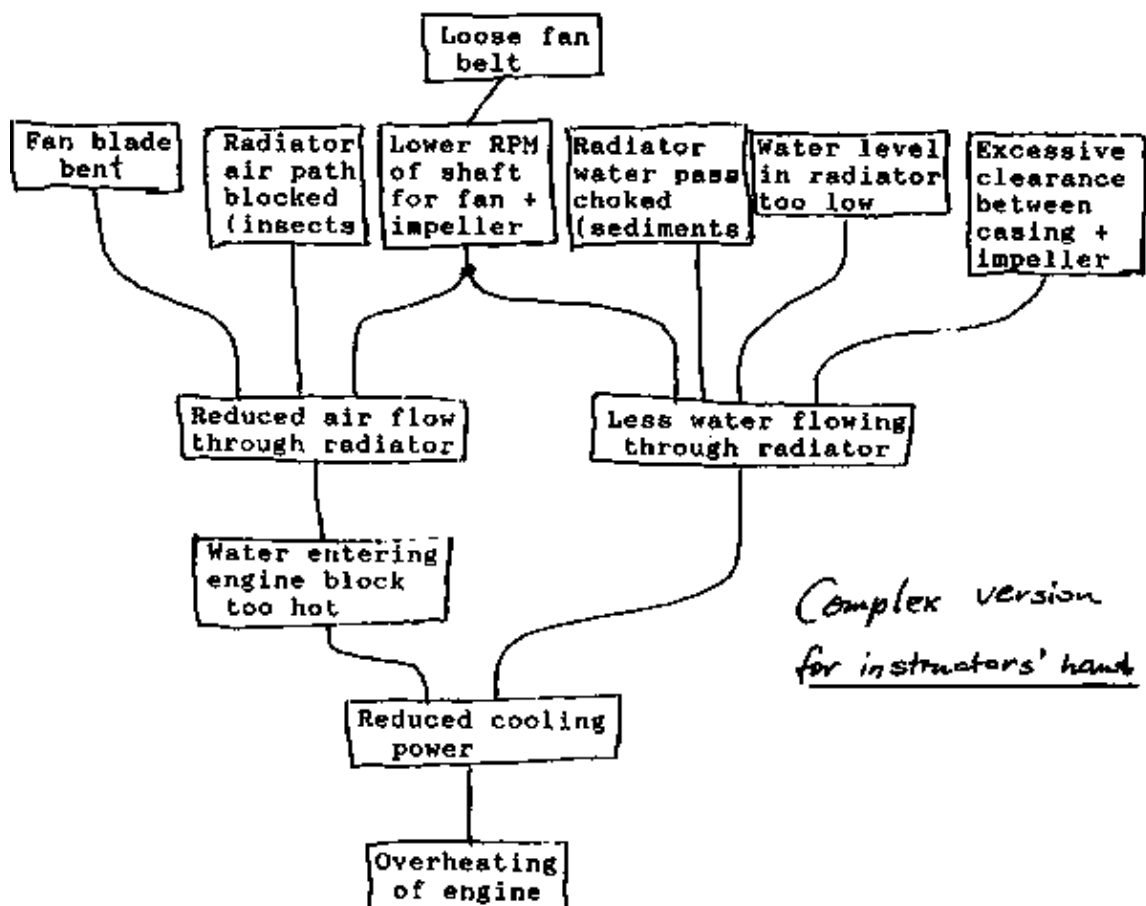 Loose fan
belt
Fan blade
bent
Radiator
air path
blocked
(insects
Lower RPM
of shaft
for fan +
impeller
Radiator
water pass
choked
(sediments
Water level
in radiator
too low
Excessive
clearance
between
casing +
impeller
Reduced air flow
through radiator
Less water flowing
through radiator
Water entering
engine block
too hot
Complex version
for instructors'
Reduced cooling
power
Overheating
of engine